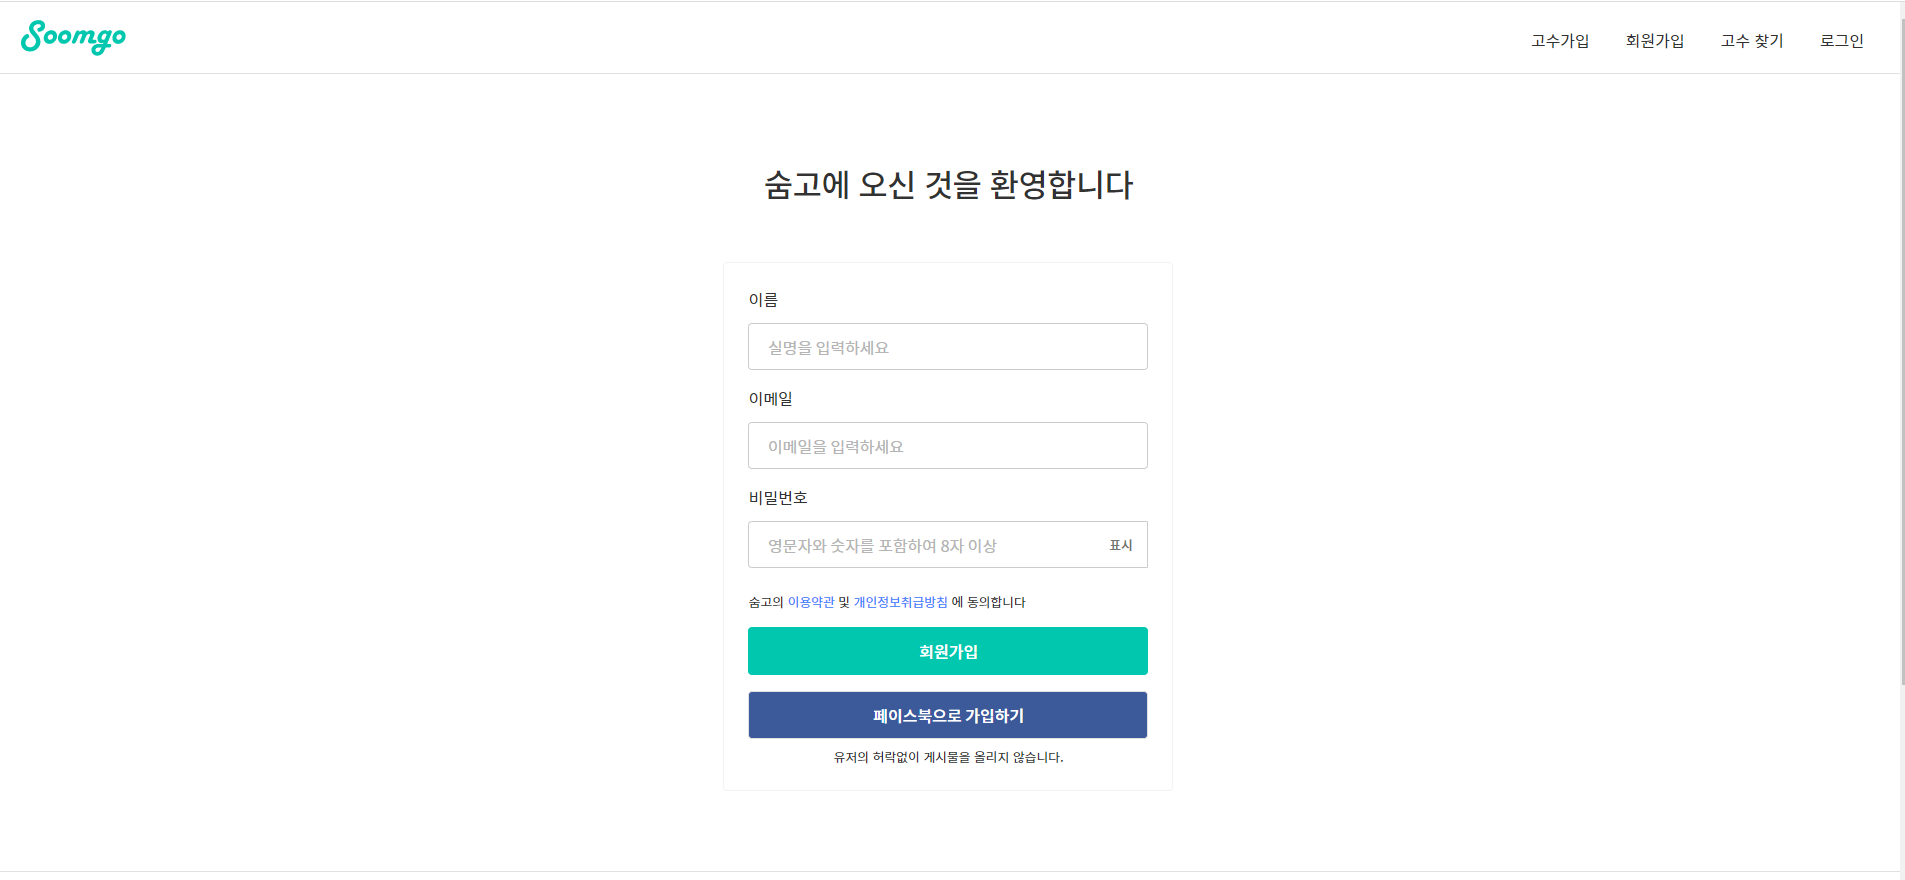 Soomgo
고수가입 회원가입 고수 찾기 로그인
숨고에 오신 것을 환영합니다
이름
실명을 입력하세요
이메일
이메일을 입력하세요
비밀번호
영문자와 숫자를 포함하여 8자 이상 표시
숨고의 이용약관 및 개인정보취급방침 에 동의합니다
회원가입
페이스북으로 가입하기
유저의 허락없이 게시물을 올리지 않습니다.